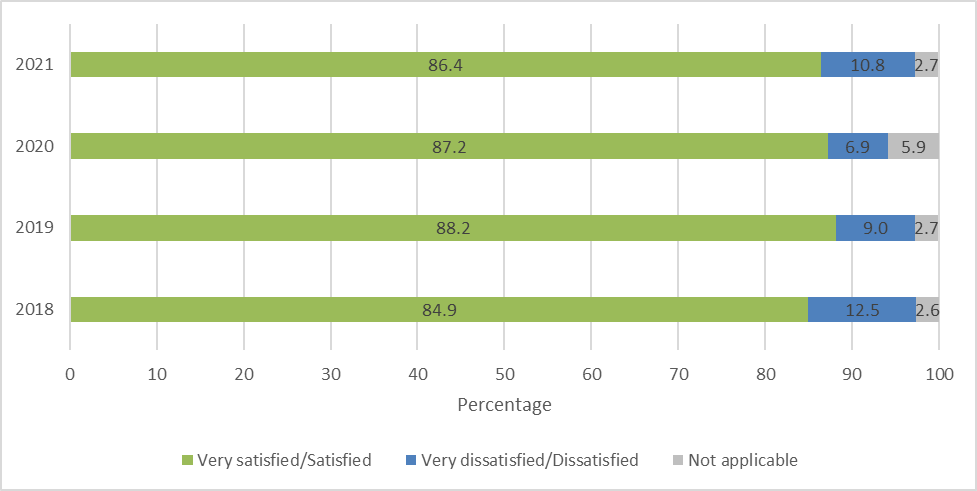 2021 86.4 10.8 2.7
2020 87.2 6.9 5.9
2019 88.2 9.0 2.7
2018 84.9 12.5 2.6
0 10 20 30 40 50 60 70 80 90 100
Percentage
Very satisfied/Satisfied Very dissatisfied/Dissatisfied Not applicable